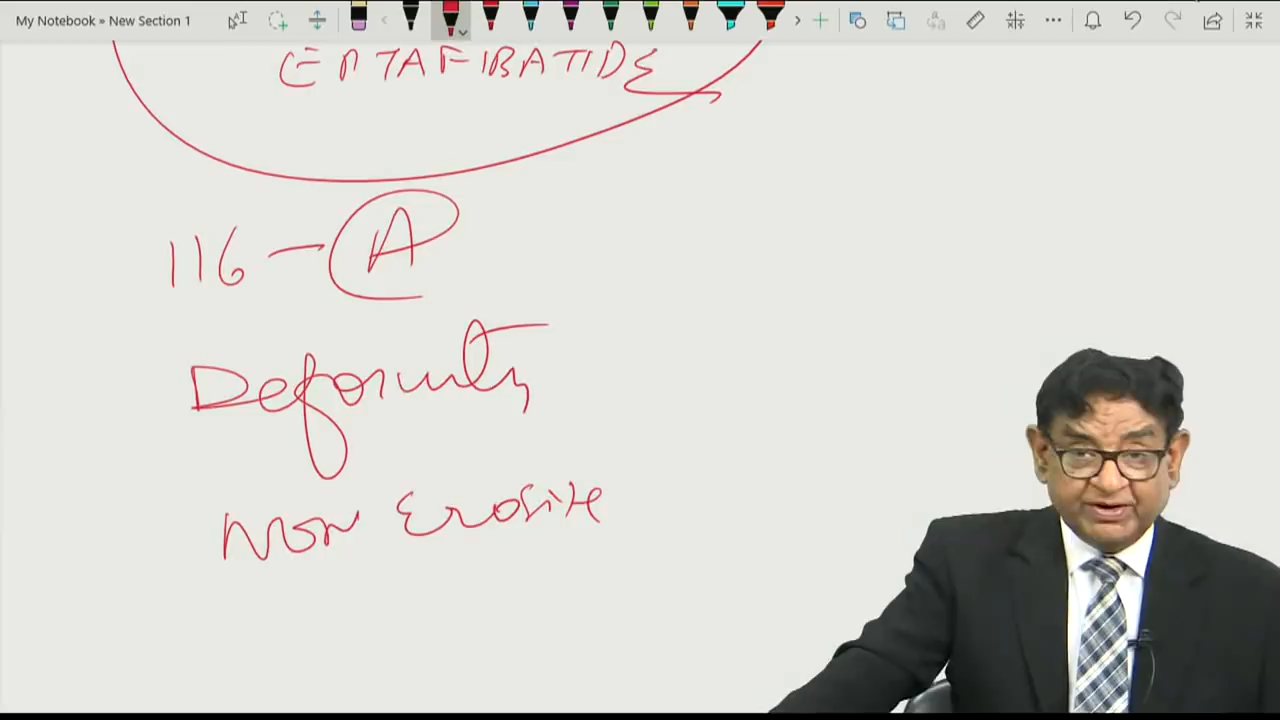 My Notebook » New Section 1
EPTAFIBATIDE
116 - A
Deformity
Non Erosive